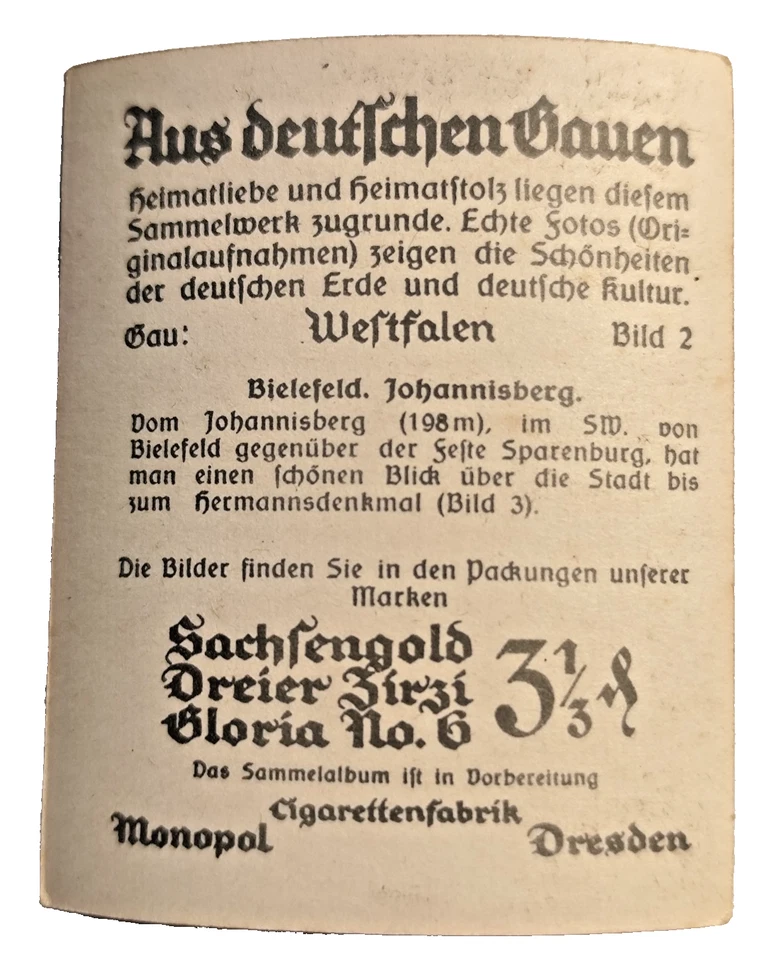 Aus deutschen Gauen
Heimatliebe und Heimatstolz liegen diesem
Sammelwerk zugrunde. Echte Fotos (Ori=
ginalaufnahmen) zeigen die Schönheiten
der deutschen Erde und deutsche Kultur.
Gau: Westfalen Bild 2
Bielefeld. Johannisberg.
Vom Johannisberg (198 m), im SW. von
Bielefeld gegenüber der Feste Sparenburg, hat
man einen schönen Blick über die Stadt bis
zum Hermannsdenkmal (Bild 3).
Die Bilder finden Sie in den Packungen unserer
Marken
Sachsengold
Dreier Zirzi
Gloria No. 6
3 1/3 ₰
Das Sammelalbum ist in Vorbereitung
Cigarettenfabrik
Monopol Dresden